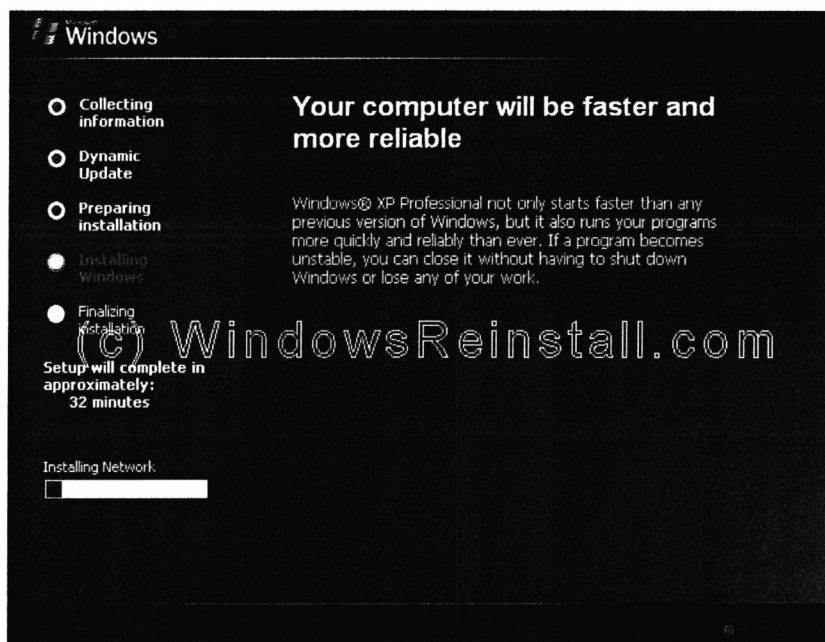 Windows
Collecting
information
Dynamic
Update
Preparing
installation
Installing
Windows
Finalizing
installation
Setup will complete in
approximately:
32 minutes
Installing Network
Your computer will be faster and
more reliable
Windows® XP Professional not only starts faster than any
previous version of Windows, but it also runs your programs
more quickly and reliably than ever. If a program becomes
unstable, you can close it without having to shut down
Windows or lose any of your work.
(c) WindowsReinstall.com